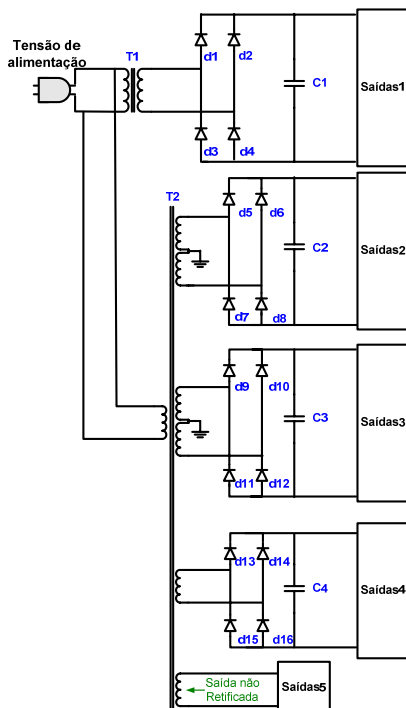 Tensão de
alimentação
T1
d1
d2
d3
d4
C1
Saídas1
T2
d5
d6
d7
d8
C2
Saídas2
d9
d10
d11
d12
C3
Saídas3
d13
d14
d15
d16
C4
Saídas4
Saída não
Retificada
Saídas5